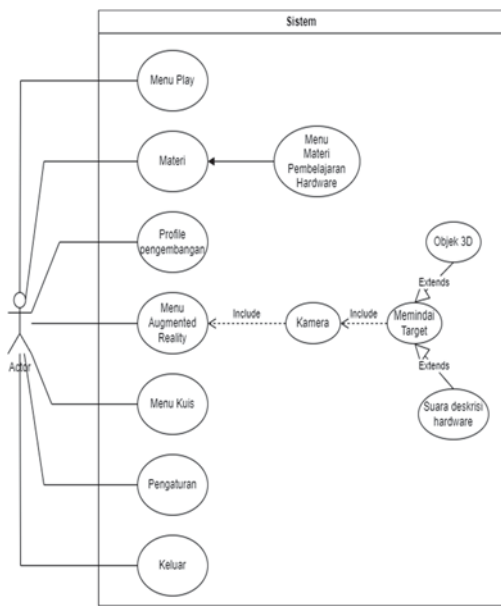 Sistem
Menu Play
Materi
Menu
Materi
Pembelajaran
Hardware
Profile
pengembangan
Objek 3D
Extends
Menu
Augmented
Reality
Include
Kamera
Include
Memindai
Target
Extends
Actor
Menu Kuis
Suara deskrisi
hardware
Pengaturan
Keluar